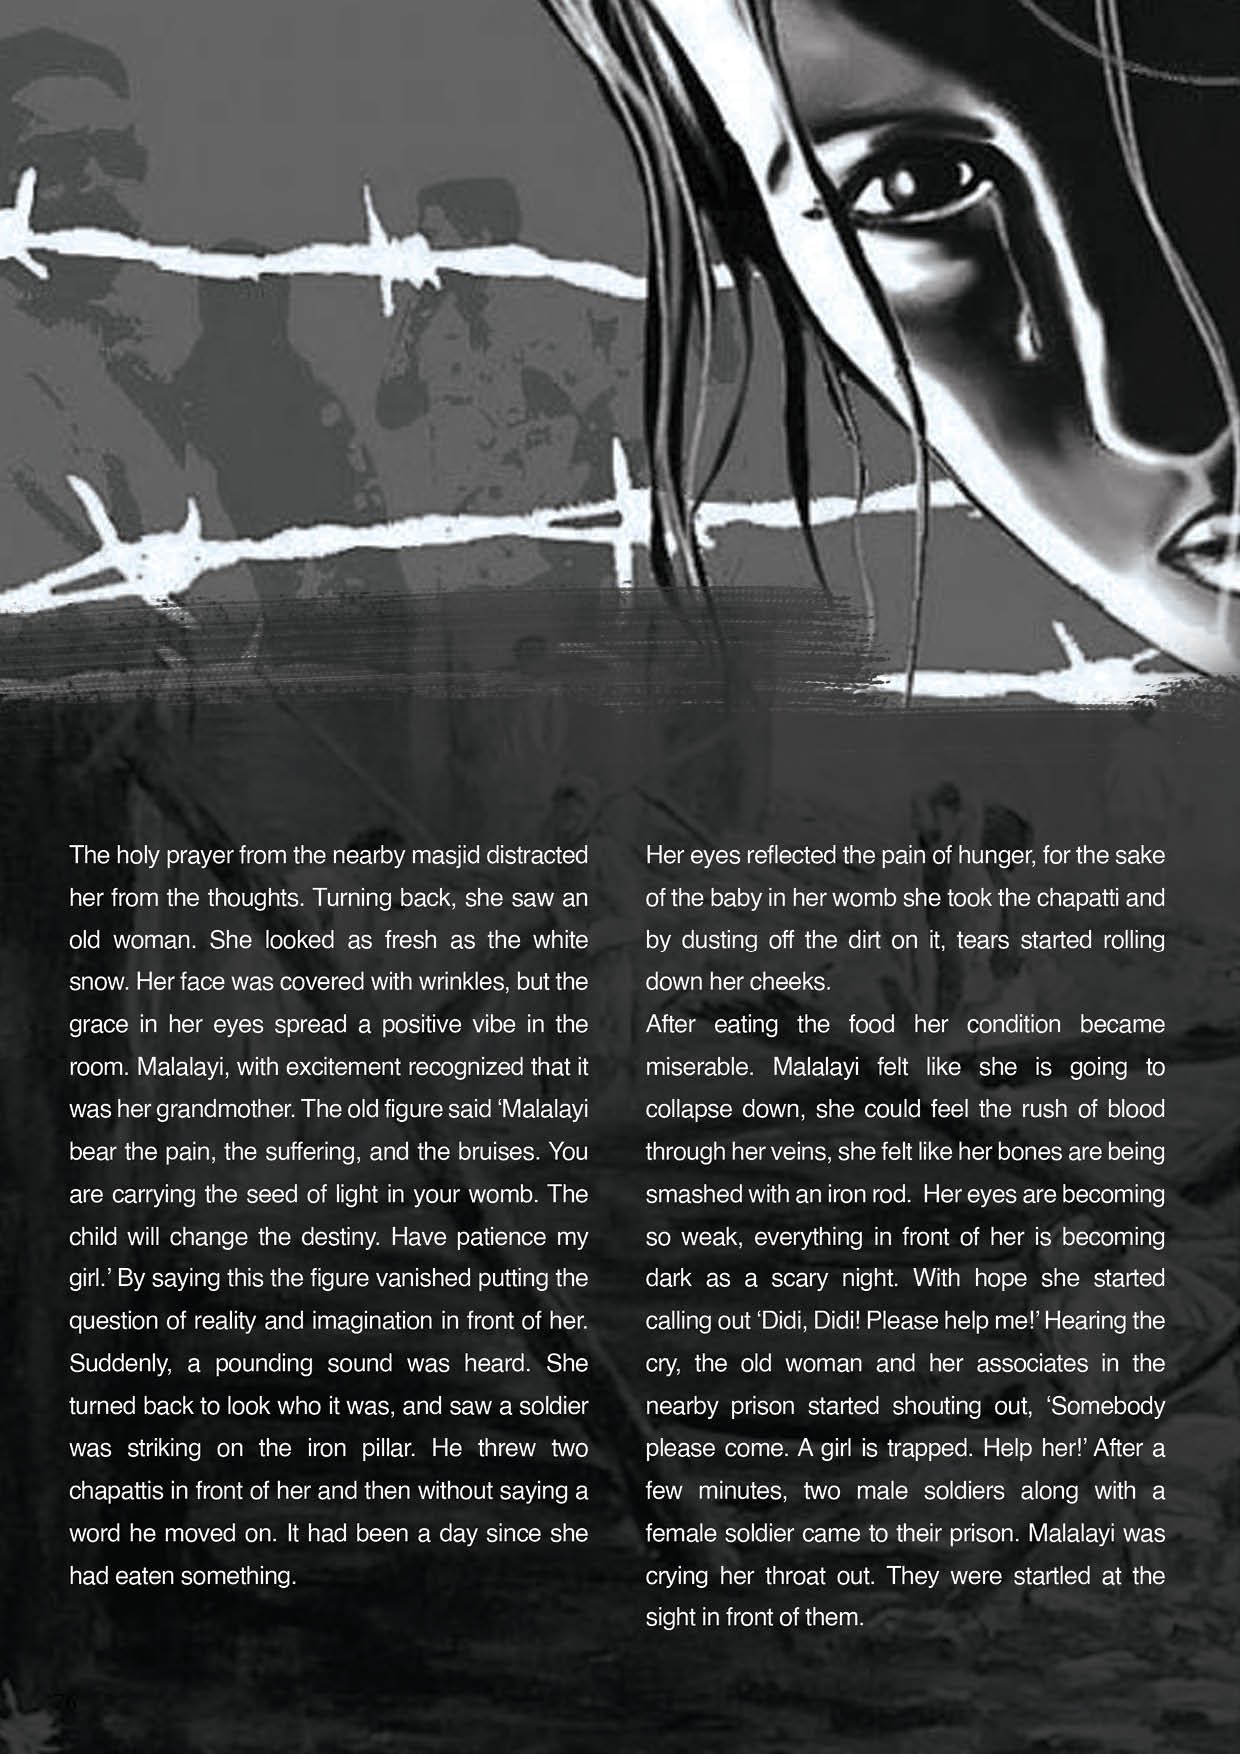 The holy prayer from the nearby masjid distracted
her from the thoughts. Turning back, she saw an
old woman. She looked as fresh as the white
snow. Her face was covered with wrinkles, but the
grace in her eyes spread a positive vibe in the
room. Malalayi, with excitement recognized that it
was her grandmother. The old figure said ‘Malalayi
bear the pain, the suffering, and the bruises. You
are carrying the seed of light in your womb. The
child will change the destiny. Have patience my
girl.’ By saying this the figure vanished putting the
question of reality and imagination in front of her.
Suddenly, a pounding sound was heard. She
turned back to look who it was, and saw a soldier
was striking on the iron pillar. He threw two
chapattis in front of her and then without saying a
word he moved on. It had been a day since she
had eaten something.
Her eyes reflected the pain of hunger, for the sake
of the baby in her womb she took the chapatti and
by dusting off the dirt on it, tears started rolling
down her cheeks.
After eating the food her condition became
miserable. Malalayi felt like she is going to
collapse down, she could feel the rush of blood
through her veins, she felt like her bones are being
smashed with an iron rod. Her eyes are becoming
so weak, everything in front of her is becoming
dark as a scary night. With hope she started
calling out ‘Didi, Didi! Please help me!’ Hearing the
cry, the old woman and her associates in the
nearby prison started shouting out, ‘Somebody
please come. A girl is trapped. Help her!’ After a
few minutes, two male soldiers along with a
female soldier came to their prison. Malalayi was
crying her throat out. They were startled at the
sight in front of them.